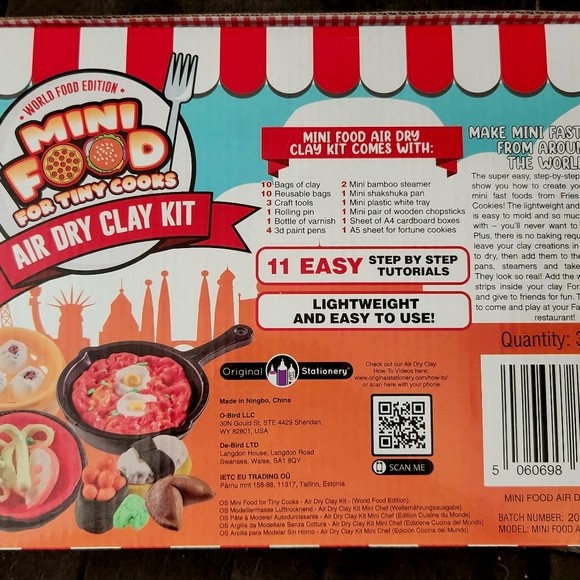 • WORLD FOOD EDITION •
MINI
FOOD
FOR TINY COOKS
AIR DRY CLAY KIT
MINI FOOD AIR DRY
CLAY KIT COMES WITH:
10 Bags of clay
10 Reusable bags
3 Craft tools
1 Rolling pin
1 Bottle of varnish
4 3d paint pens
2 Mini bamboo steamer
1 Mini shakshuka pan
1 Mini plastic white tray
1 Mini pair of wooden chopsticks
1 Sheet of A4 cardboard boxes
1 A5 sheet for fortune cookies
11 EASY STEP BY STEP
TUTORIALS
LIGHTWEIGHT
AND EASY TO USE!
MAKE MINI FAS
FROM AROUN
THE WORL
The super easy, step-by-step
show you how to create yo
mini fast foods from Fries
Cookies! The lightweight and
is easy to mold and so muc
with – you'll never want to
Plus, there is no baking requ
leave your clay creations in
to dry, then add them to the
pans, steamers and take
They look so real! Add the w
strips inside your clay For
and give to friends for fun. T
to come and play at your Fa
restaurant!
Quantity: 3
Original Stationery™
Made in Ningbo, China
O-Bird LLC
30N Gould St, STE 4429 Sheridan,
WY 82801, USA
De-Bird LTD
Langdon House, Langdon Road
Swansea, Walse, SA1 8QY
IETC EU TRADING OÜ
Pärnu mnt 158-88, 11317, Tallinn, Estonia
Check out our Air Dry Clay
How-To Videos here:
www.originalstationery.com/how-to/
or scan here with your phone.
SCAN ME
5 060698
OS Mini Food for Tiny Cooks - Air Dry Clay Kit - (World Food Edition)
OS Modelliermasse Lufttrocknend - Air Dry Clay Kit Mini Chef (Welternährungsausgabe)
OS Pâte à Modeler Autodurcissante - Air Dry Clay Kit Mini Chef (Edition Cuisine du Monde)
OS Argilla da Modellare Senza Cottura - Air Dry Clay Kit Mini Chef (Edizione Cucina del Mondo)
OS Arcilla para Modelar Sin Horno - Air Dry Clay Kit Mini Chef (Edición Cocina del Mundo)
MINI FOOD AIR D
BATCH NUMBER: 20
MODEL: MINI FOOD A